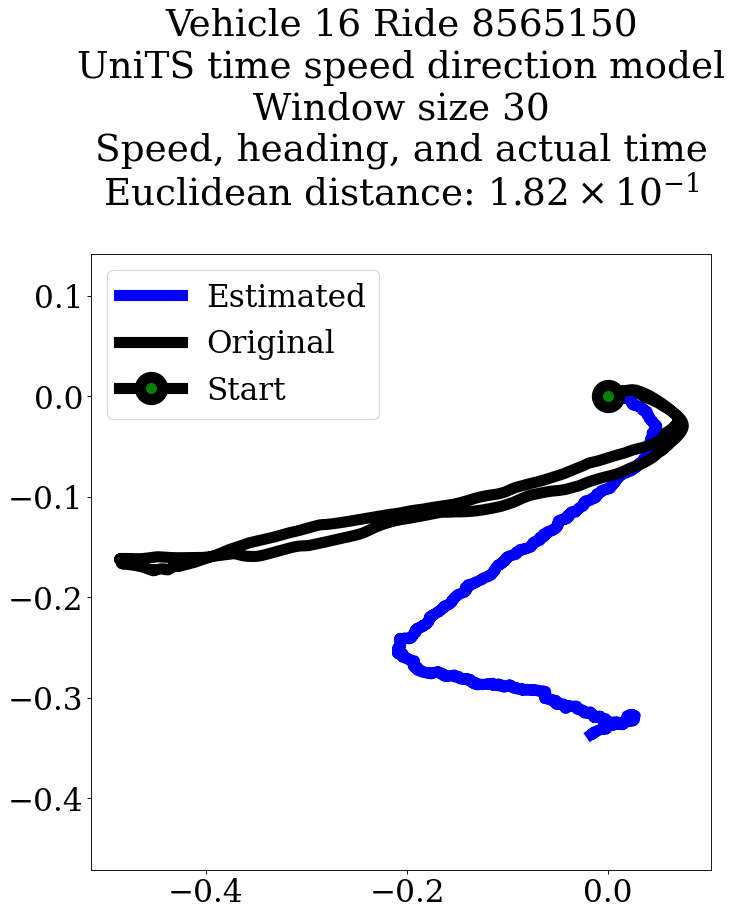 Vehicle 16 Ride 8565150
UniTS time speed direction model
Window size 30
Speed, heading, and actual time
Euclidean distance: $1.82 \times 10^{-1}$
Estimated
Original
Start
0.1
0.0
−0.1
−0.2
−0.3
−0.4
−0.4
−0.2
0.0